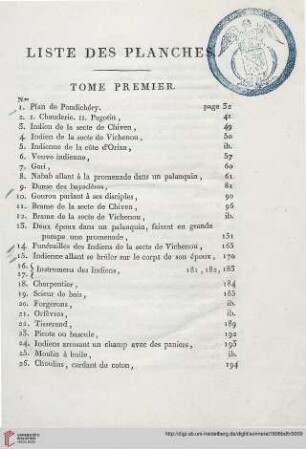 LISTE DES PLANCHES
TOME PREMIER.
Nos
1. Plan de Pondichéry. page 32
2. 1. Chauderie. II. Pagotin, 41
3. Indien de la secte de Chiven, 49
4. Indien de la secte de Vichenou, 50
5. Indienne de la côte d'Orixa, ib.
6. Veuve indienne, 57
7. Gari, 60
8. Nabab allant à la promenade dans un palanquin, 61
9. Danse des bayadères, 81
10. Gourou parlant à ses disciples, 90
11. Brame de la secte de Chiven, 96
12. Brame de la secte de Vichenou, ib.
13. Deux époux dans un palanquin, faisant en grande
pompe une promenade, 151
14. Funérailles des Indiens de la secte de Vichenou, 165
15. Indienne allant se brûler sur le corps de son époux, 170
16. 17. Instrumens des Indiens, 181, 182, 183
18. Charpentier, 184
19. Scieur de bois, 185
20. Forgerons, ib.
21. Orfèvres, ib.
22. Tisserand, 189
23. Picote ou bascule, 192
24. Indiens arrosant un champ avec des paniers, 193
25. Moulin à huile, ib.
26. Choulias, cardant du coton, 194